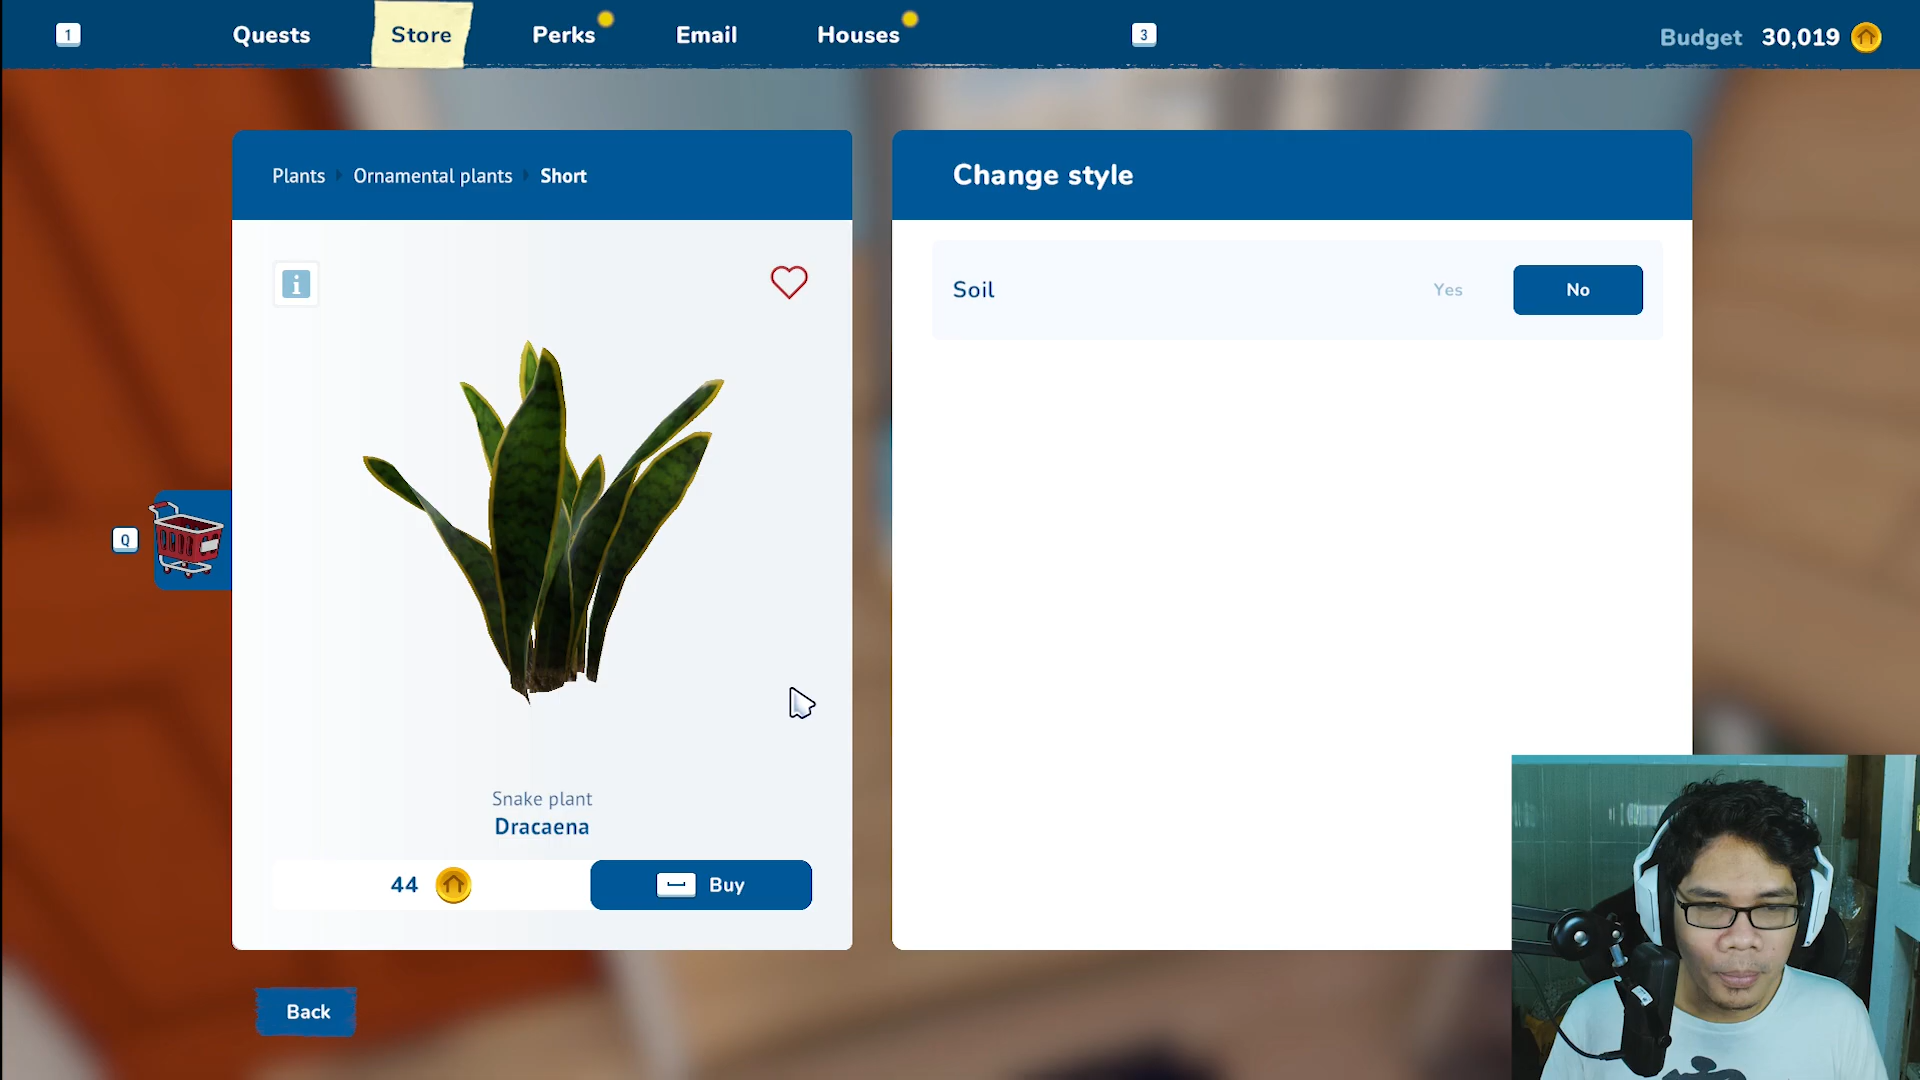 1 Quests Store Perks Email Houses 3 Budget 30,019
Plants Ornamental plants Short
Change style
i
Soil Yes No
Q
Snake plant
Dracaena
44 Buy
Back